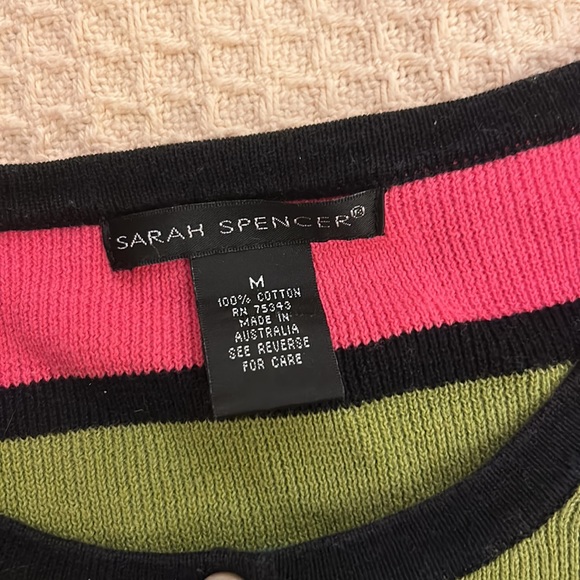 SARAH SPENCER®
M
100% COTTON
RN 75343
MADE IN
AUSTRALIA
SEE REVERSE
FOR CARE